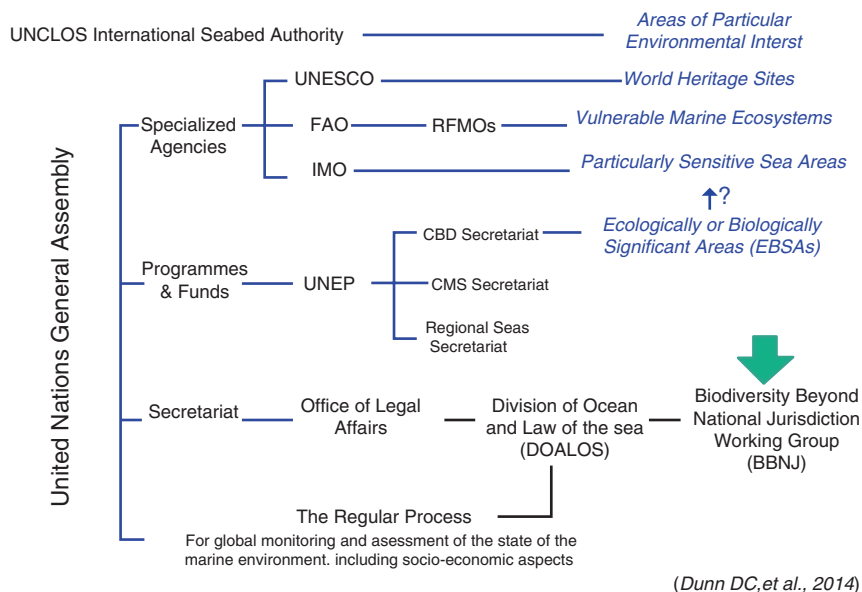 UNCLOS International Seabed Authority
Areas of Particular
Environmental Interst
UNESCO
World Heritage Sites
Specialized
Agencies
FAO
RFMOs
Vulnerable Marine Ecosystems
IMO
Particularly Sensitive Sea Areas
?
United Nations General Assembly
CBD Secretariat
Ecologically or Biologically
Significant Areas (EBSAs)
Programmes
& Funds
UNEP
CMS Secretariat
Regional Seas
Secretariat
Secretariat
Office of Legal
Affairs
Division of Ocean
and Law of the sea
(DOALOS)
Biodiversity Beyond
National Jurisdiction
Working Group
(BBNJ)
The Regular Process
For global monitoring and asessment of the state of the
marine environment. including socio-economic aspects
(Dunn DC,et al., 2014)